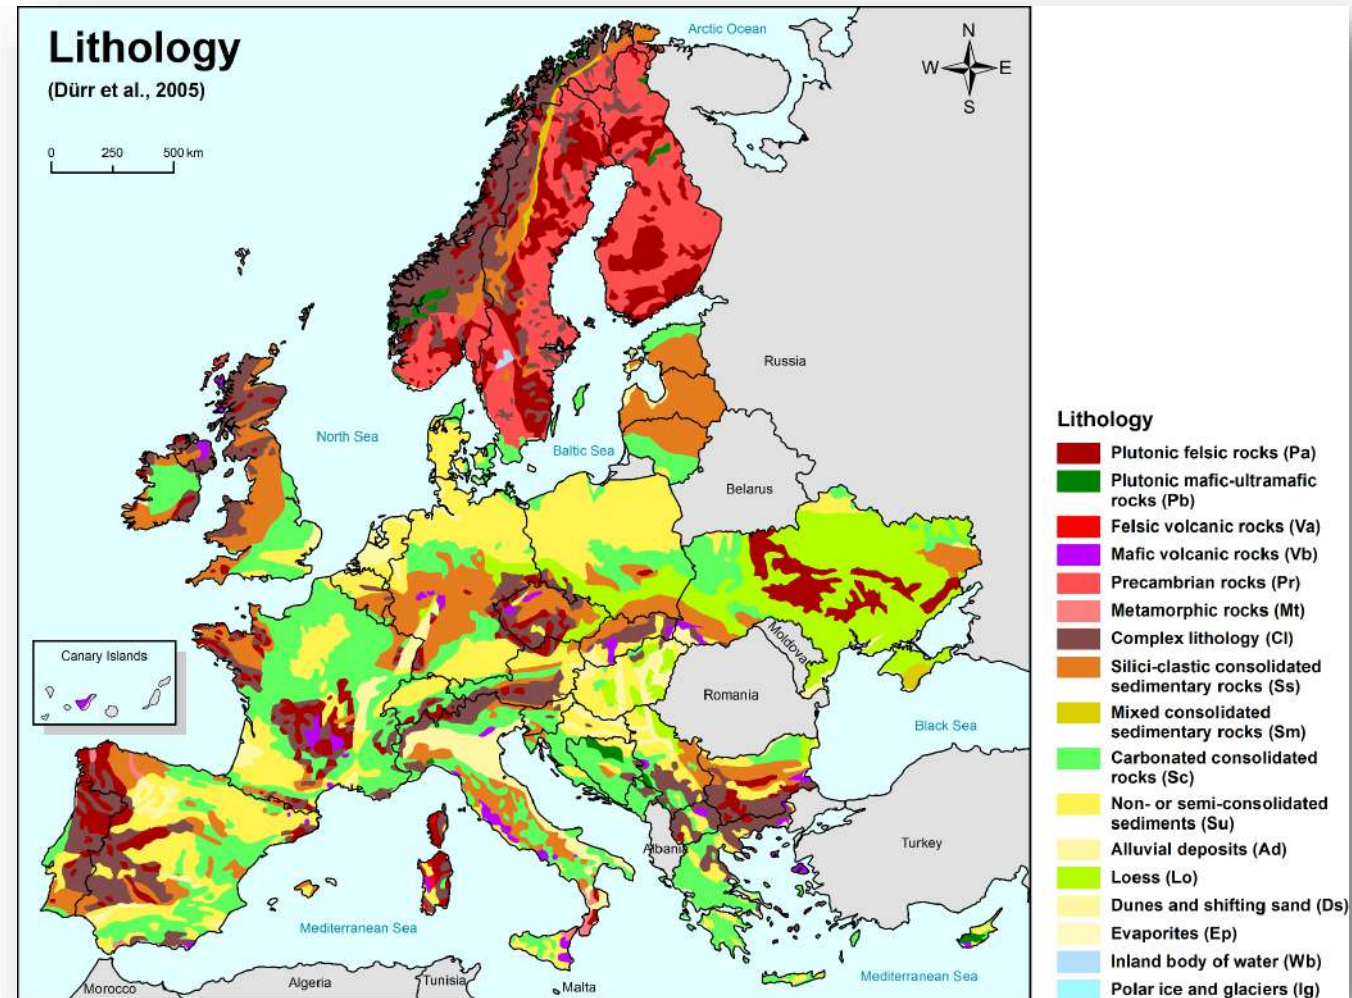 Lithology
(Dürr et al., 2005)
0 250 500 km
Arctic Ocean
N
W E
S
Russia
North Sea
Baltic Sea
Belarus
Canary Islands
Moldova
Romania
Black Sea
Turkey
Albania
Mediterranean Sea
Mediterranean Sea
Morocco
Algeria
Tunisia
Malta
Lithology
Plutonic felsic rocks (Pa)
Plutonic mafic-ultramafic
rocks (Pb)
Felsic volcanic rocks (Va)
Mafic volcanic rocks (Vb)
Precambrian rocks (Pr)
Metamorphic rocks (Mt)
Complex lithology (Cl)
Silici-clastic consolidated
sedimentary rocks (Ss)
Mixed consolidated
sedimentary rocks (Sm)
Carbonated consolidated
rocks (Sc)
Non- or semi-consolidated
sediments (Su)
Alluvial deposits (Ad)
Loess (Lo)
Dunes and shifting sand (Ds)
Evaporites (Ep)
Inland body of water (Wb)
Polar ice and glaciers (Ig)